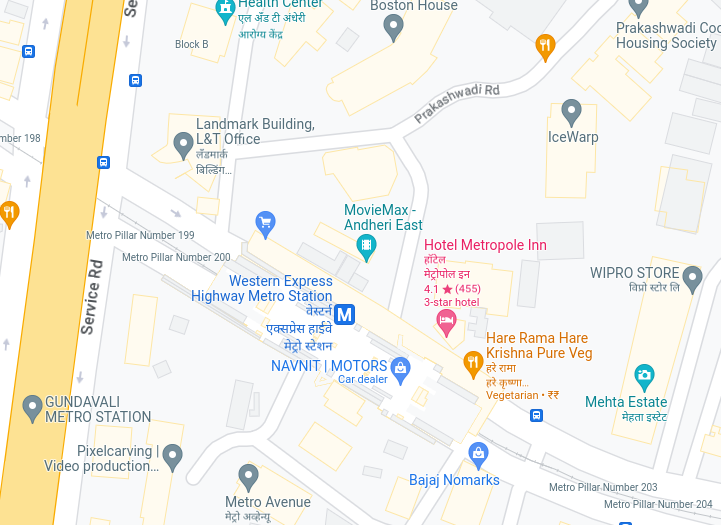 Health Center
एल अँड टी अंधेरी
आरोग्य केंद्र
Block B
Boston House
Prakashwadi Coo
Housing Society
Prakashwadi Rd
IceWarp
Landmark Building,
L&T Office
लँडमार्क
बिल्डिंग...
mber 198
Metro Pillar Number 199
Metro Pillar Number 200
MovieMax -
Andheri East
Hotel Metropole Inn
हॉटेल
मेट्रोपोल इन
4.1 ★ (455)
3-star hotel
WIPRO STORE
विप्रो स्टोर लि
Western Express
Highway Metro Station
वेस्टर्न
एक्सप्रेस हाईवे
मेट्रो स्टेशन
M
Service Rd
Hare Rama Hare
Krishna Pure Veg
हरे रामा
हरे कृष्णा...
Vegetarian • ₹₹
NAVNIT | MOTORS
Car dealer
GUNDAVALI
METRO STATION
Mehta Estate
मेहता इस्टेट
Pixelcarving |
Video production...
Bajaj Nomarks
Metro Avenue
मेट्रो अव्हेन्यू
Metro Pillar Number 203
Metro Pillar Number 204